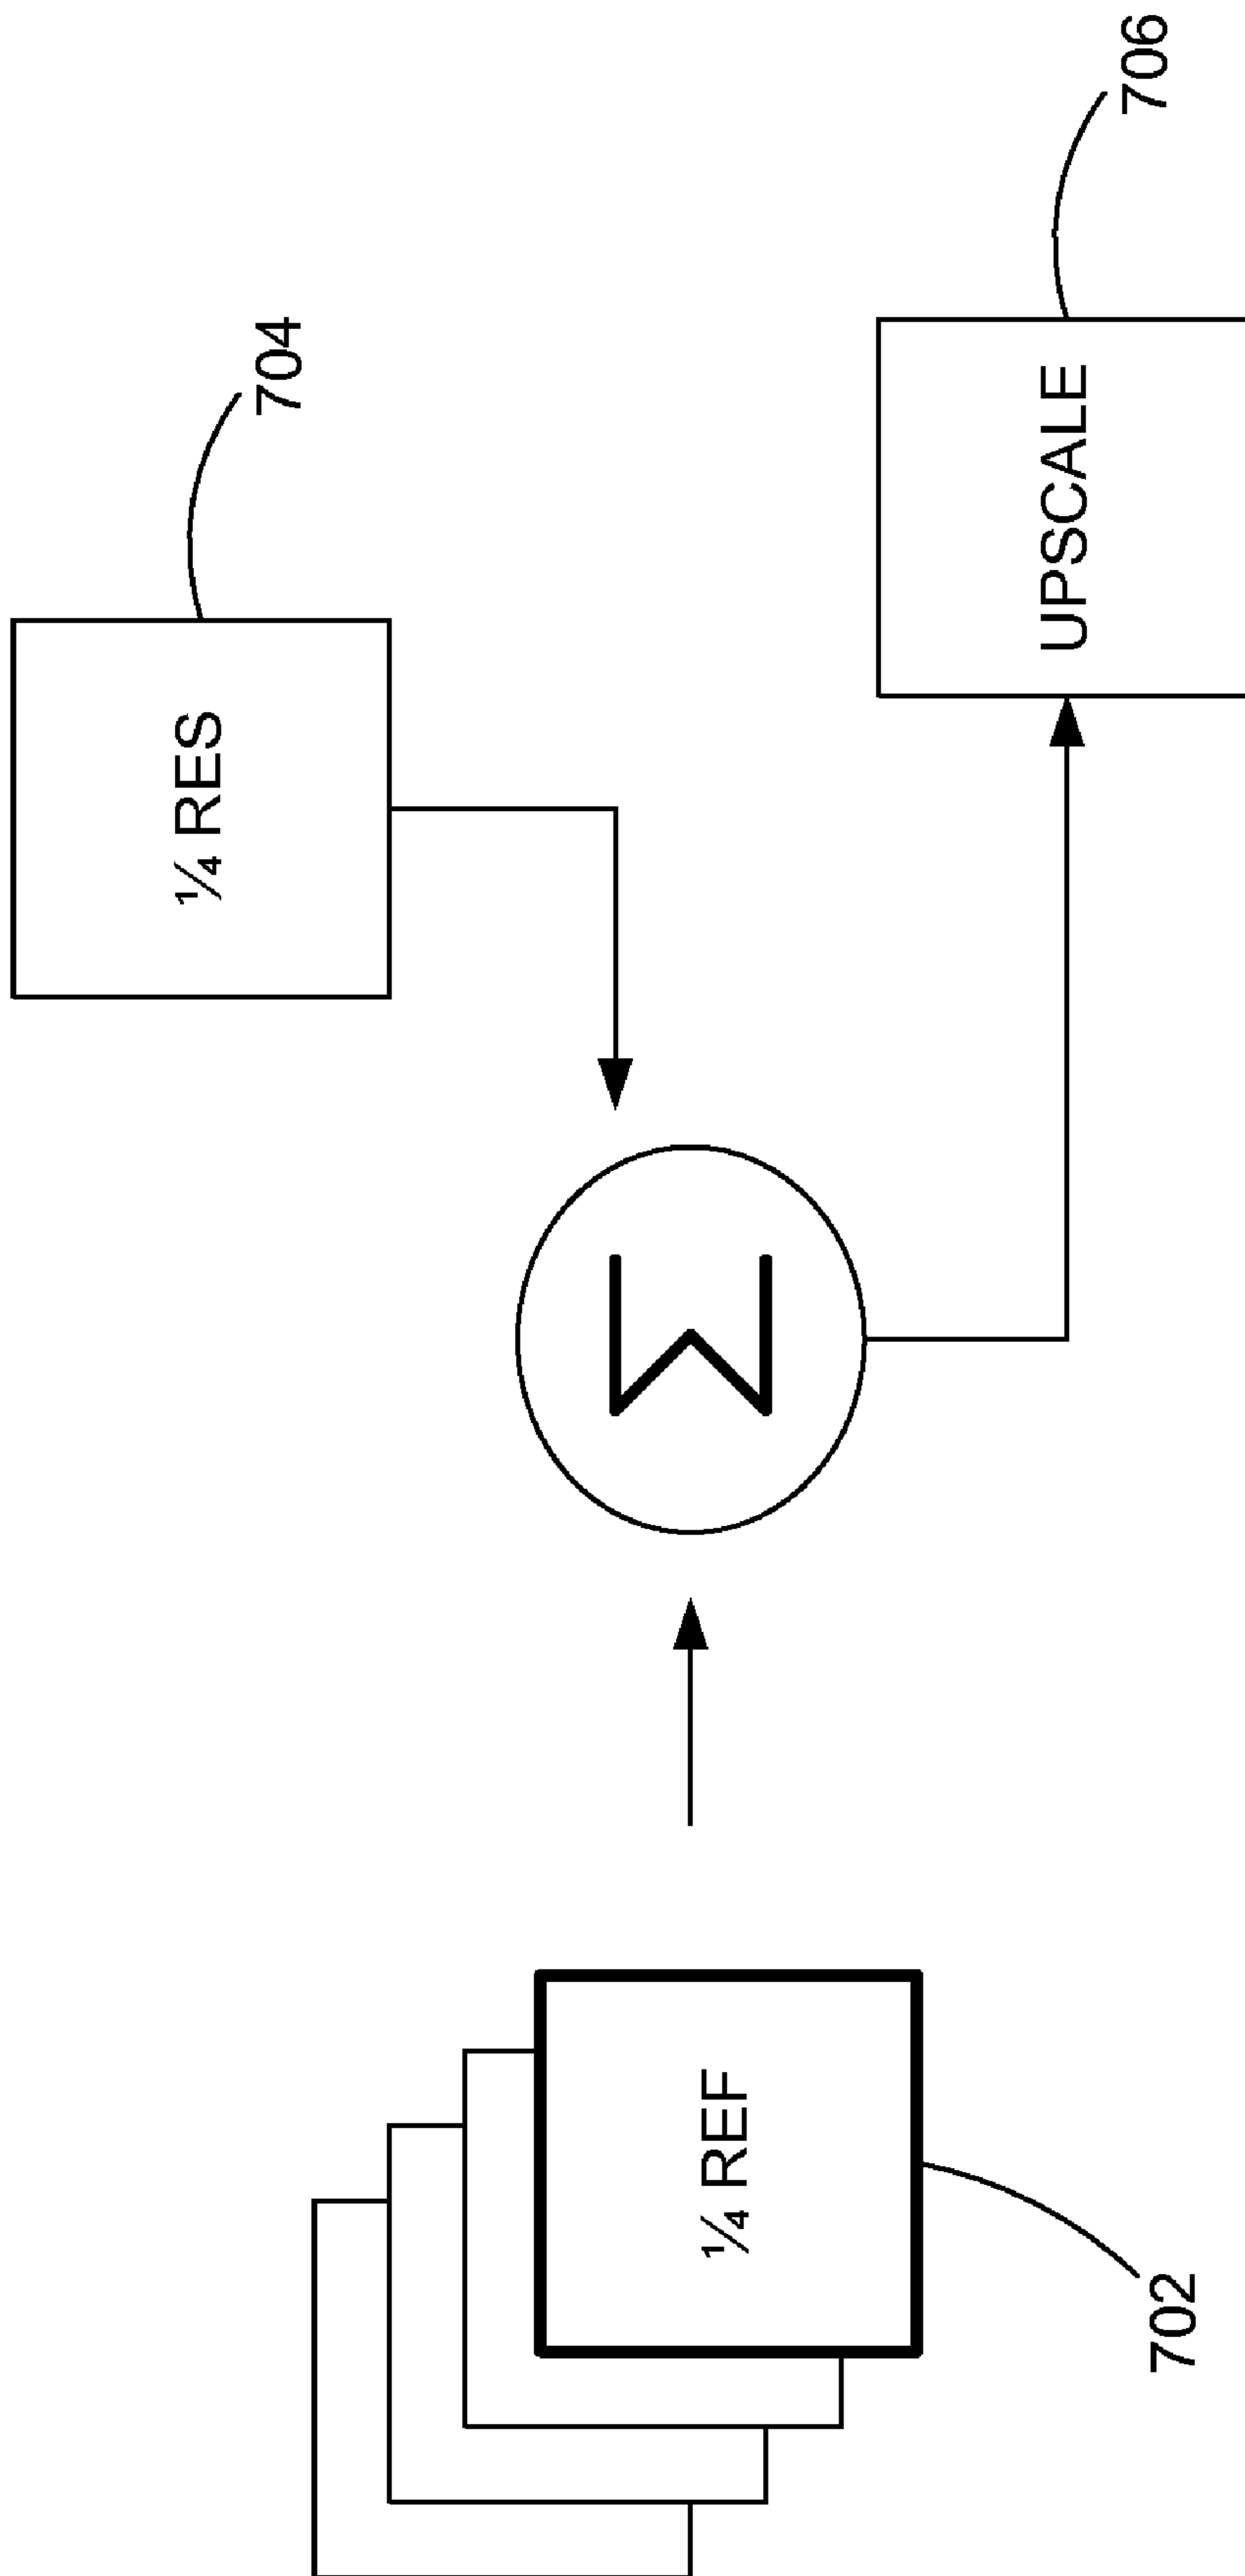 ¼ RES
704
¼ REF
702
Σ
UPSCALE
706